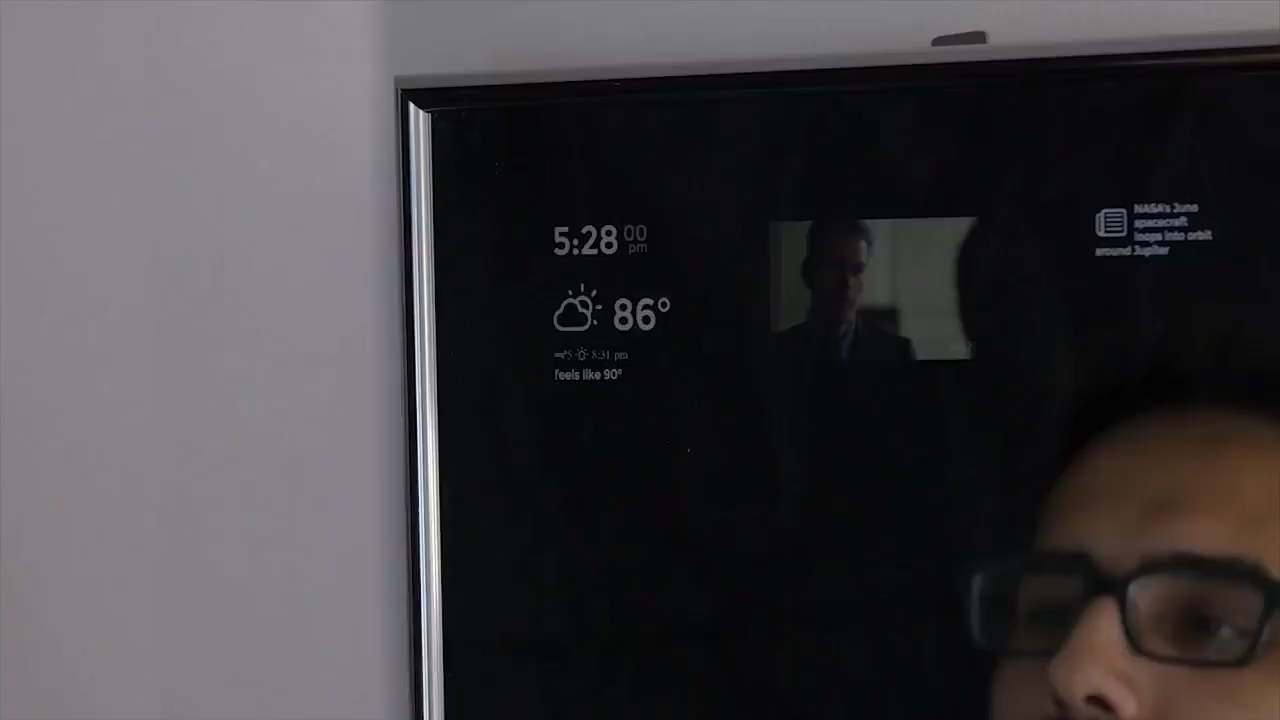 5:28 00
pm
86°
5 8:31 pm
feels like 90°
NASA's Juno
spacecraft
loops into orbit
around Jupiter